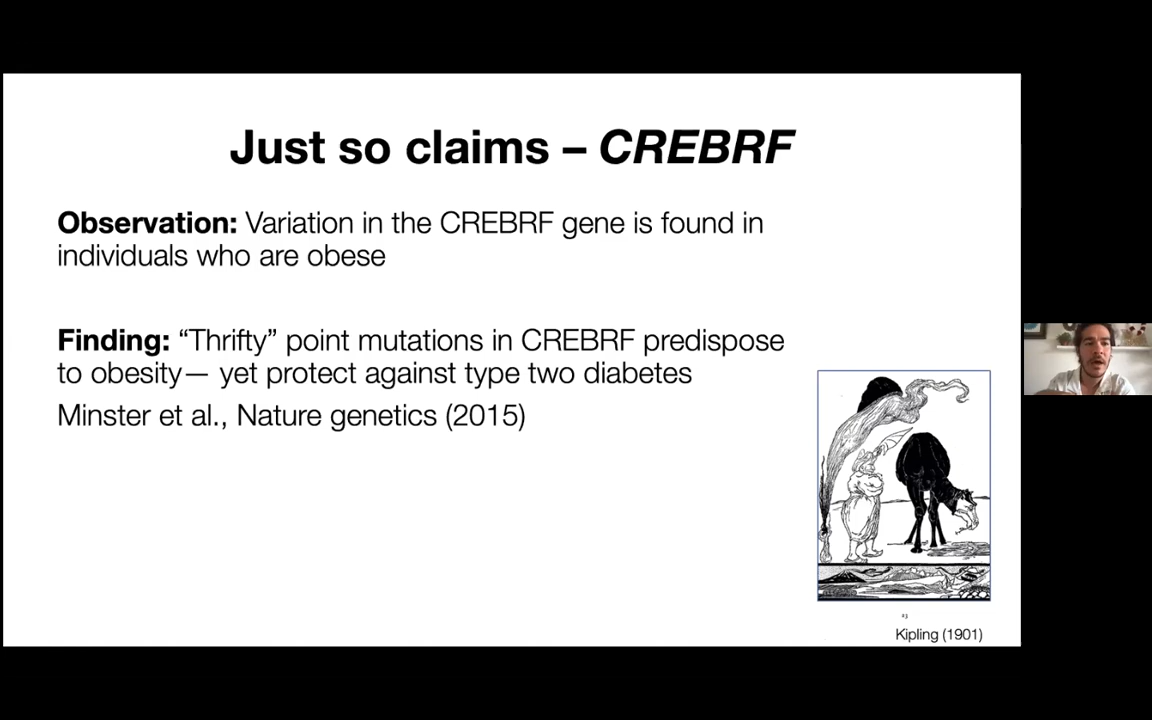 Just so claims – CREBRF
Observation: Variation in the CREBRF gene is found in
individuals who are obese
Finding: “Thrifty” point mutations in CREBRF predispose
to obesity— yet protect against type two diabetes
Minster et al., Nature genetics (2015)
Kipling (1901)